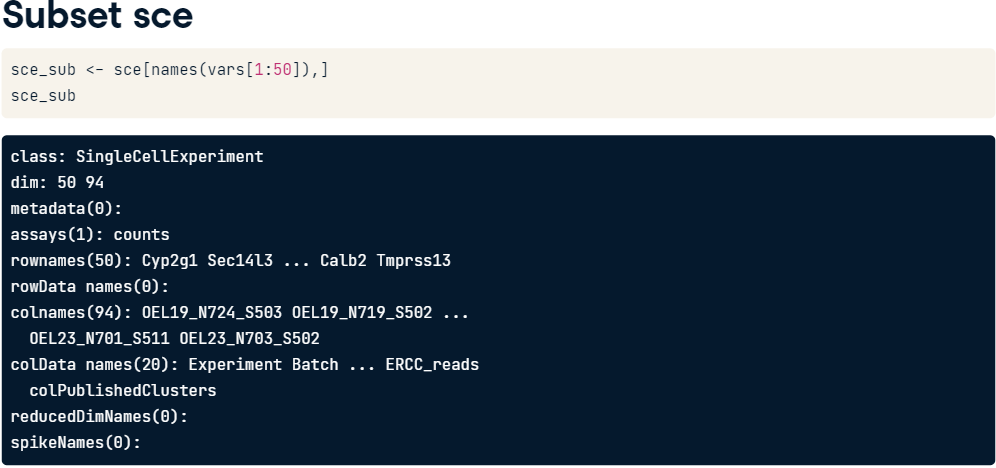 Subset sce
sce_sub <- sce[names(vars[1:50]),]
sce_sub
class: SingleCellExperiment
dim: 50 94
metadata(0):
assays(1): counts
rownames(50): Cyp2g1 Sec14l3 ... Calb2 Tmprss13
rowData names(0):
colnames(94): OEL19_N724_S503 OEL19_N719_S502 ...
  OEL23_N701_S511 OEL23_N703_S502
colData names(20): Experiment Batch ... ERCC_reads
  colPublishedClusters
reducedDimNames(0):
spikeNames(0):